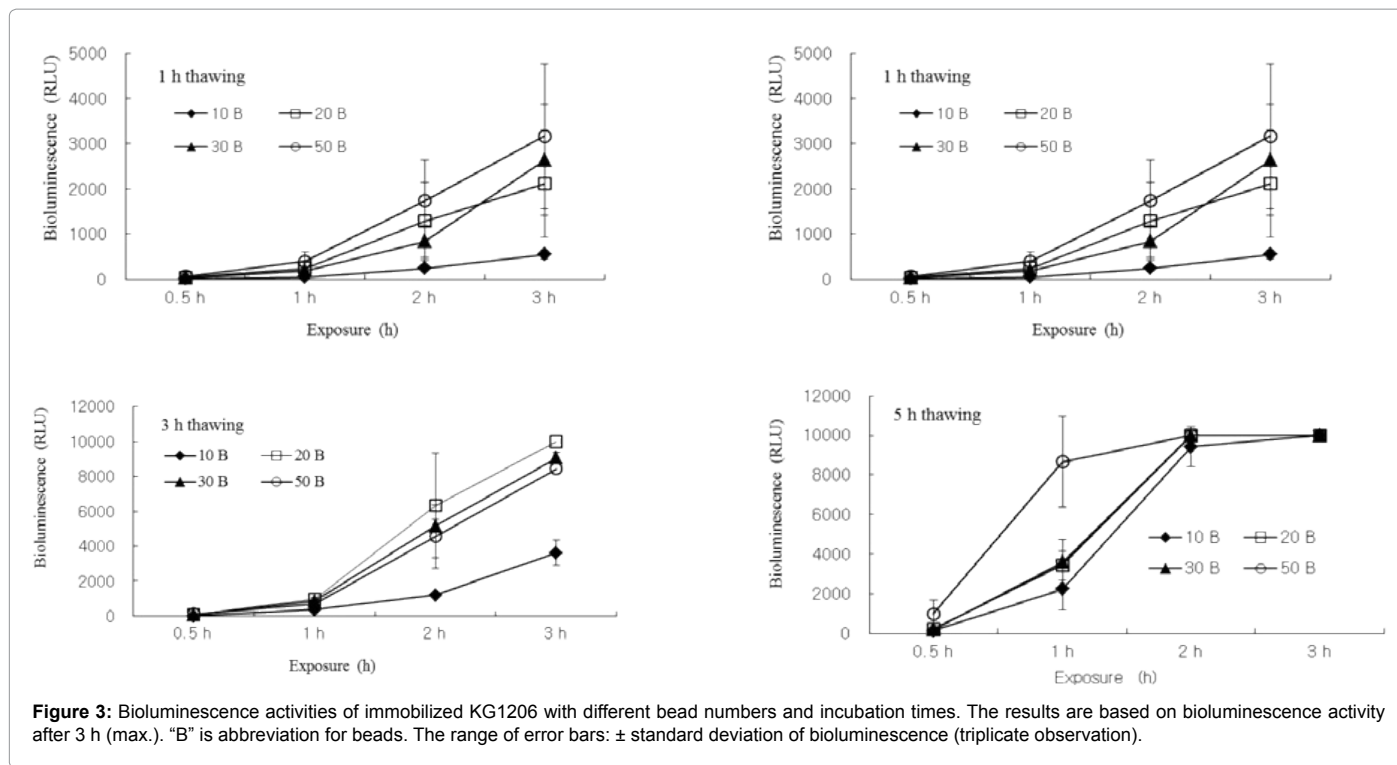 5000
4000
3000
2000
1000
0
Bioluminescence (RLU)
1 h thawing
10 B
20 B
30 B
50 B
0.5 h
1 h
2 h
3 h
Exposure (h)
5000
4000
3000
2000
1000
0
Bioluminescence (RLU)
1 h thawing
10 B
20 B
30 B
50 B
0.5 h
1 h
2 h
3 h
Exposure (h)
12000
10000
8000
6000
4000
2000
0
Bioluminescence (RLU)
3 h thawing
10 B
20 B
30 B
50 B
0.5 h
1 h
2 h
3 h
Exposure (h)
12000
10000
8000
6000
4000
2000
0
Bioluminescence (RLU)
5 h thawing
10 B
20 B
30 B
50 B
0.5 h
1 h
2 h
3 h
Exposure (h)
Figure 3: Bioluminescence activities of immobilized KG1206 with different bead numbers and incubation times. The results are based on bioluminescence activity
after 3 h (max.). “B” is abbreviation for beads. The range of error bars: ± standard deviation of bioluminescence (triplicate observation).